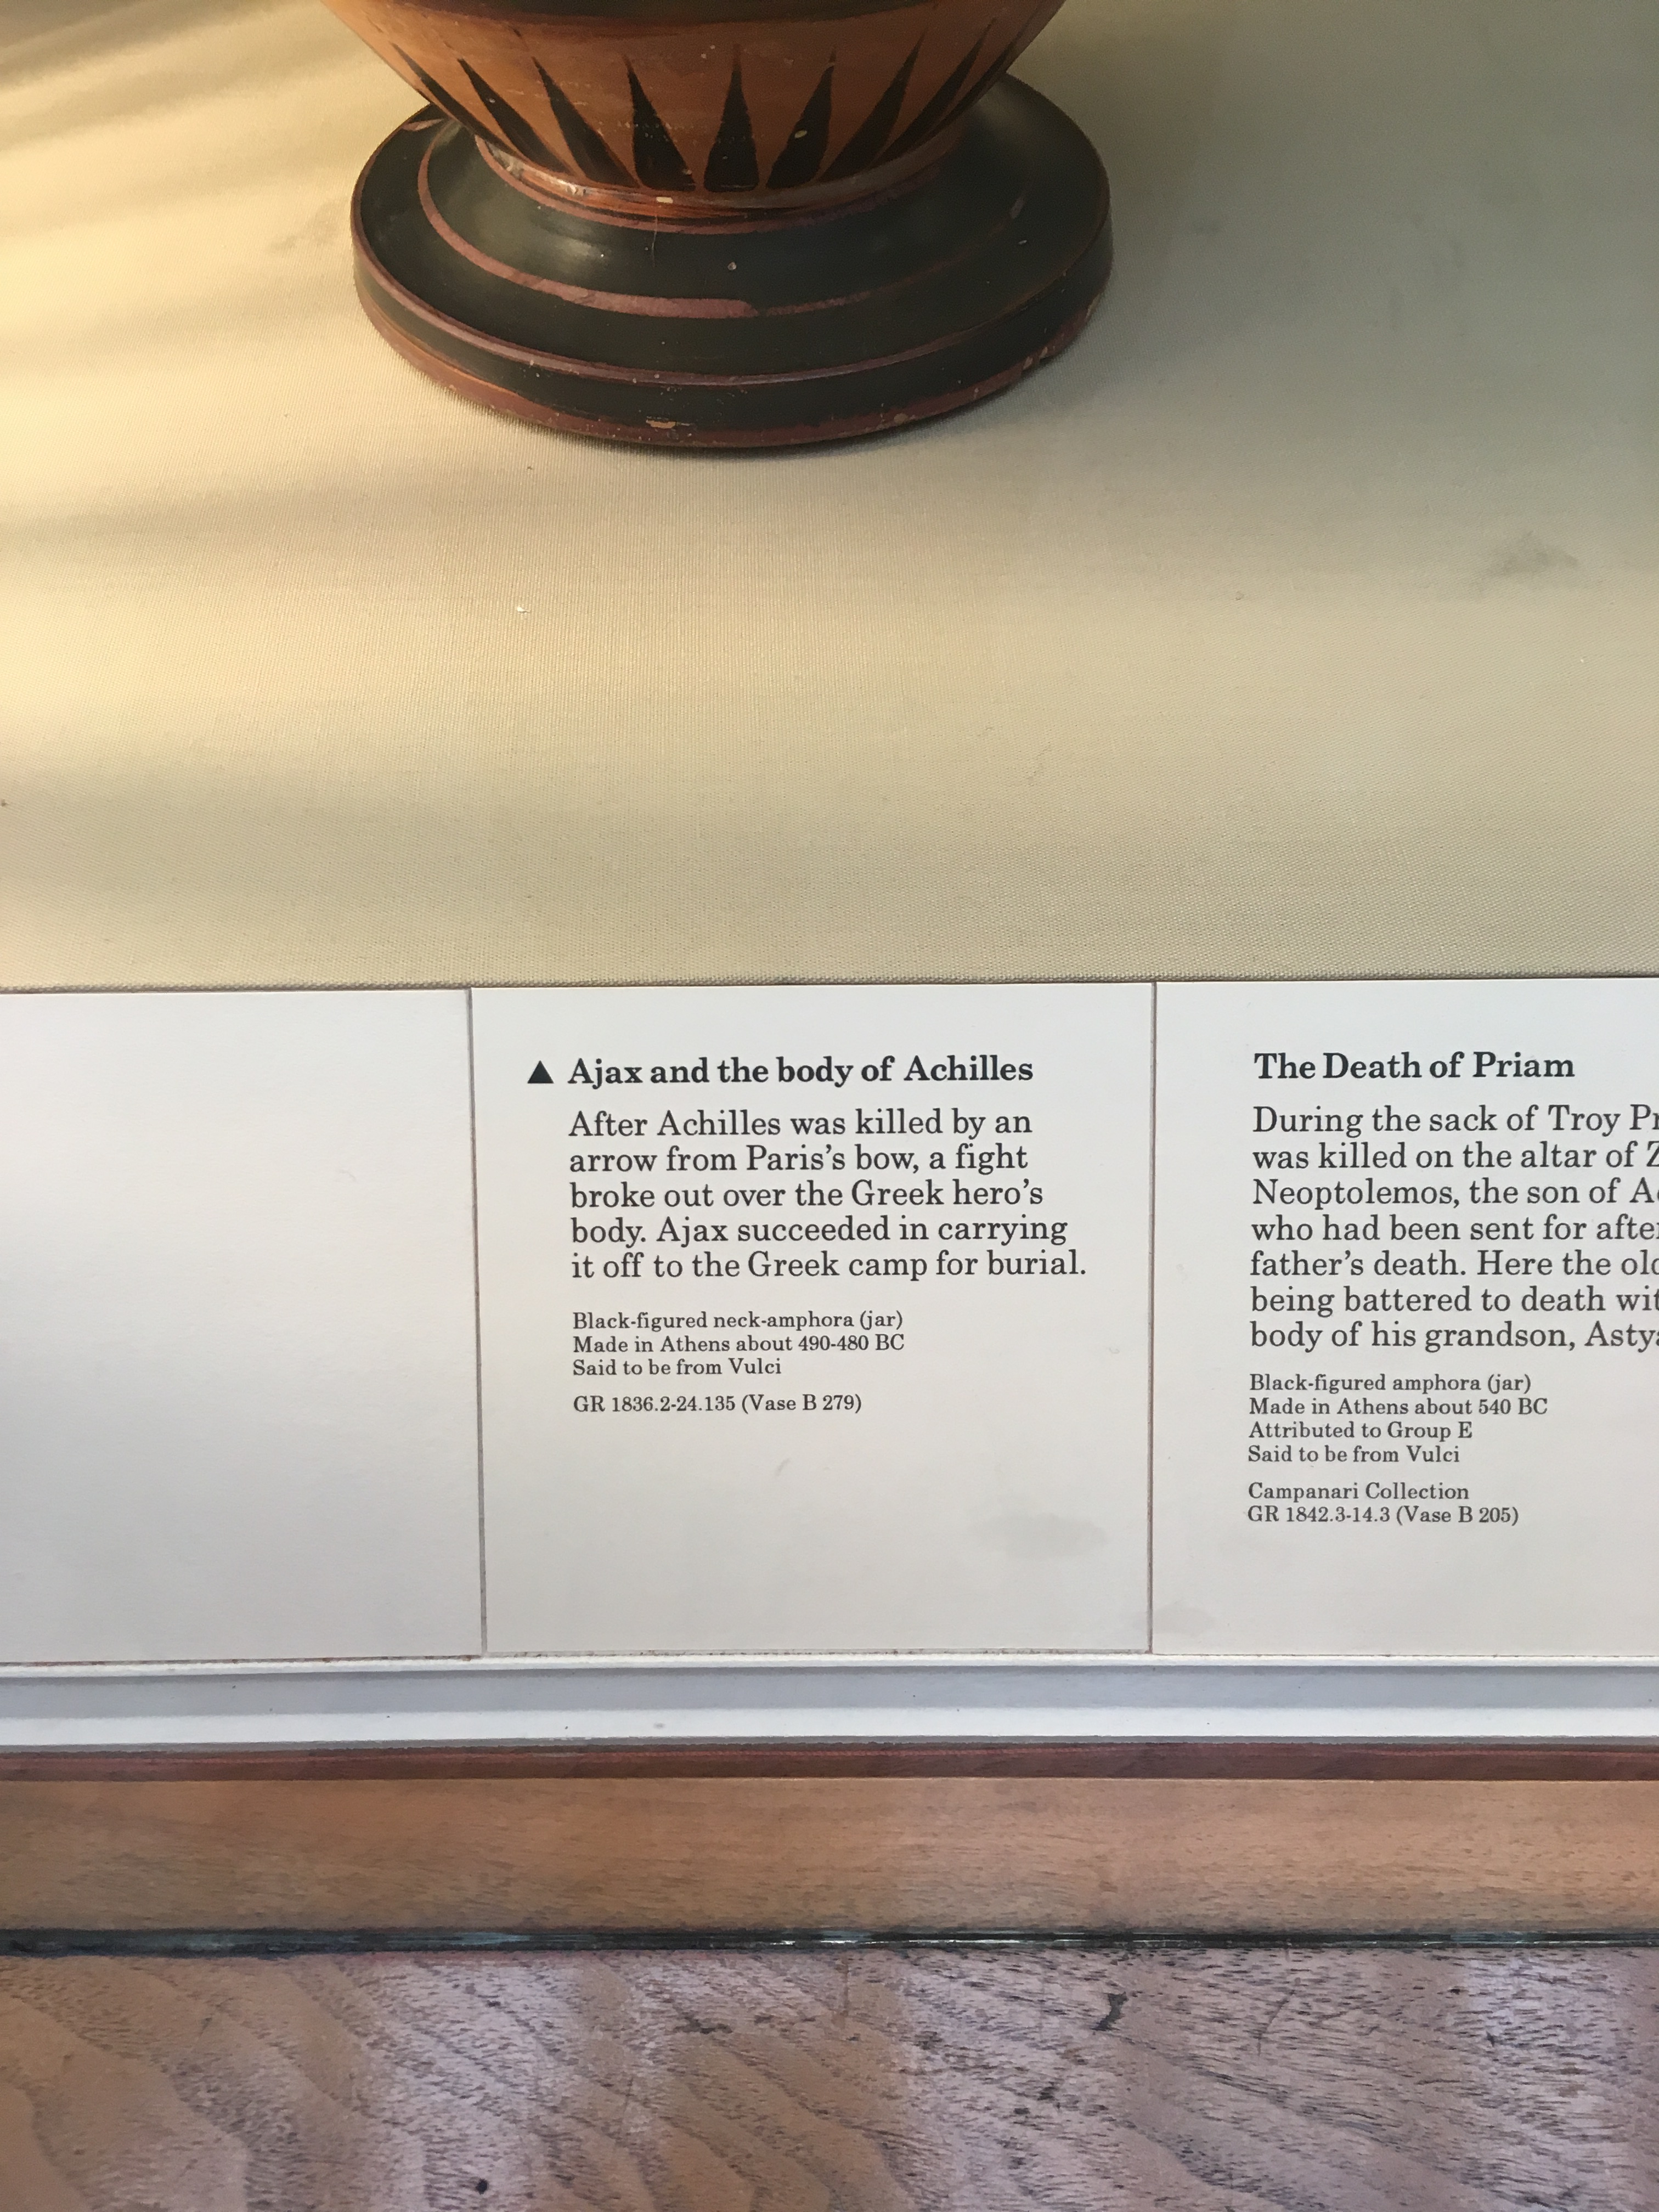 ▲ Ajax and the body of Achilles
After Achilles was killed by an
arrow from Paris's bow, a fight
broke out over the Greek hero's
body. Ajax succeeded in carrying
it off to the Greek camp for burial.
Black-figured neck-amphora (jar)
Made in Athens about 490-480 BC
Said to be from Vulci
GR 1836.2-24.135 (Vase B 279)
The Death of Priam
During the sack of Troy
was killed on the altar of
Neoptolemos, the son of
who had been sent for
father's death. Here the
being battered to death
body of his grandson,
Black-figured amphora (jar)
Made in Athens about 540 BC
Attributed to Group E
Said to be from Vulci
Campanari Collection
GR 1842.3-14.3 (Vase B 205)